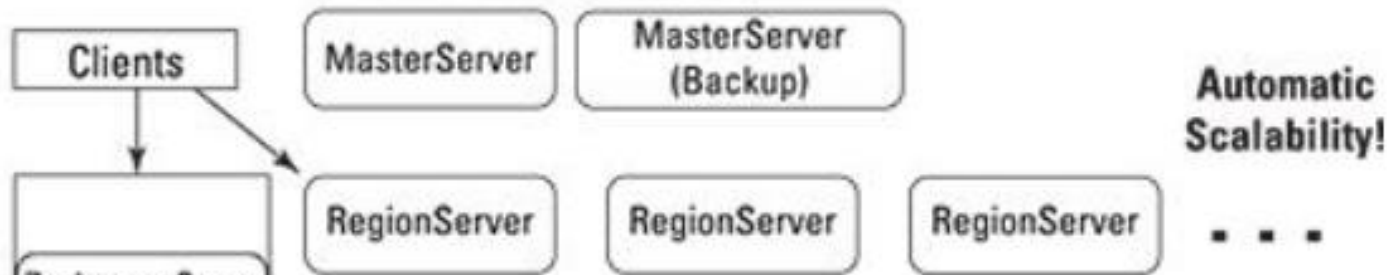 Clients
MasterServer
MasterServer
(Backup)
Automatic
Scalability!
RegionServer
RegionServer
RegionServer
. . .